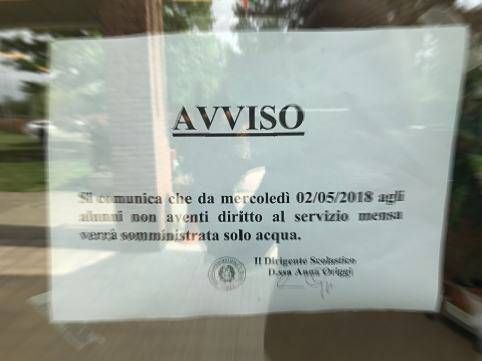 AVVISO
Si comunica che da mercoledì 02/05/2018 agli
alunni non aventi diritto al servizio mensa
verrà somministrata solo acqua.
Il Dirigente Scolastico
D.ssa Anna Origgi